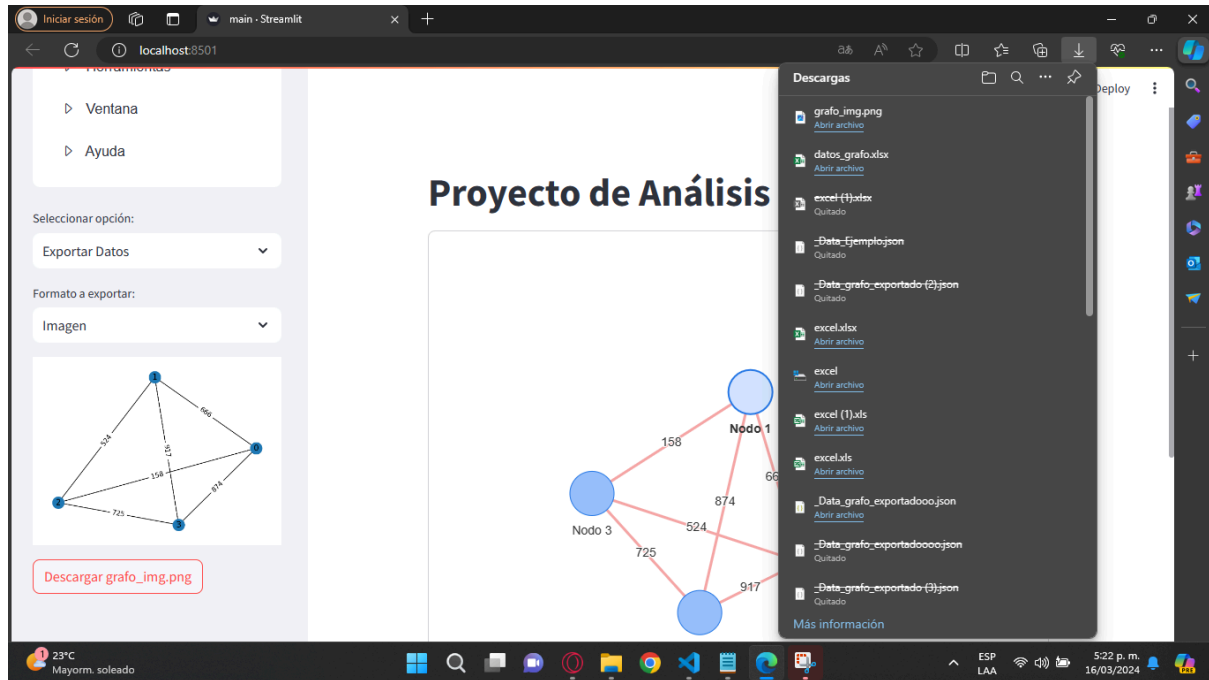 Iniciar sesión
main - Streamlit
localhost:8501
Herramientas
Ventana
Ayuda
Seleccionar opción:
Exportar Datos
Formato a exportar:
Imagen
1
666
524
917
0
158
874
2
725
3
Descargar grafo_img.png
Deploy
Proyecto de Análisis
Nodo 1
158
66
874
Nodo 3
524
725
917
Descargas
grafo_img.png
Abrir archivo
datos_grafo.xlsx
Abrir archivo
excel (1).xlsx
Quitado
_Data_Ejemplo.json
Quitado
_Data_grafo_exportado (2).json
Quitado
excel.xlsx
Abrir archivo
excel
Abrir archivo
excel (1).xls
Abrir archivo
excel.xls
Abrir archivo
_Data_grafo_exportadooo.json
Abrir archivo
_Data_grafo_exportadoooo.json
Quitado
_Data_grafo_exportado (3).json
Quitado
Más información
1
23°C
Mayorm. soleado
ESP
LAA
5:22 p. m.
16/03/2024
PRE